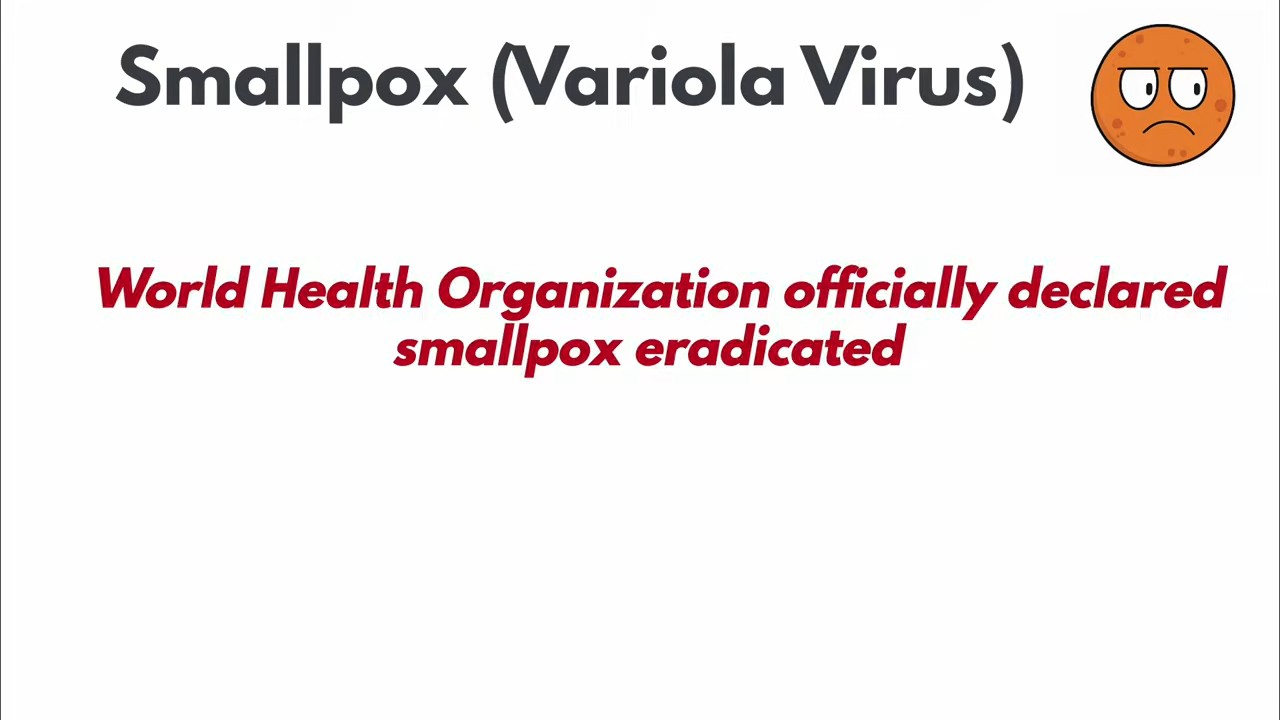 Smallpox (Variola Virus)
World Health Organization officially declared
smallpox eradicated